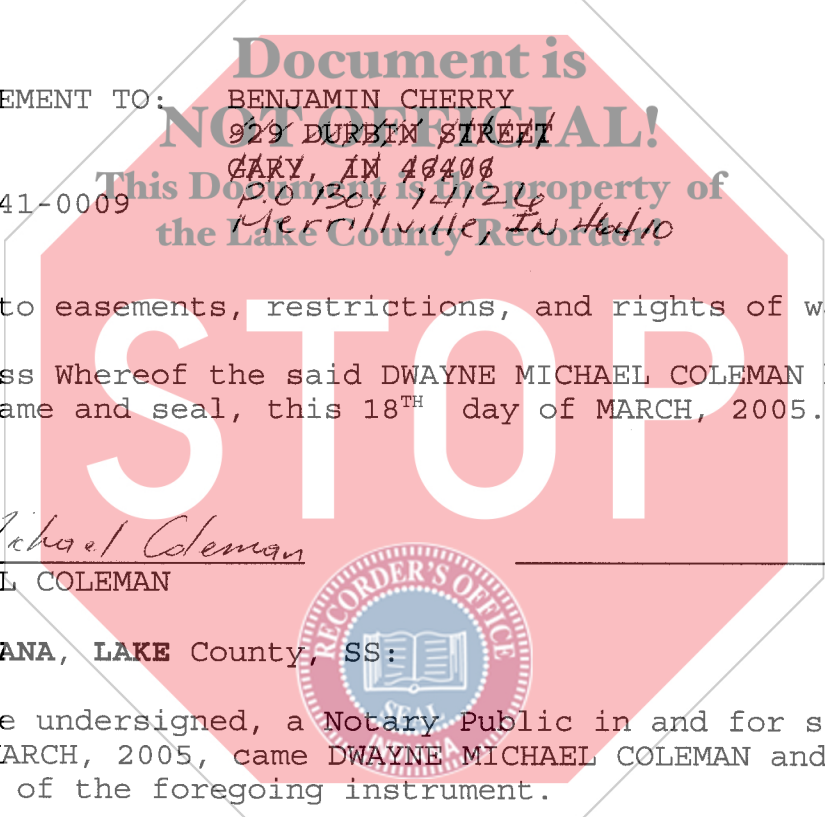 Document is
EMENT TO: BENJAMIN CHERRY
NOT OFFICIAL!
929 DURBIN STREET
GARY, IN 46406
This Document is the property of
41-0009 P.O BOX
the Lake County Recorder!
Merrillville, IN
to easements, restrictions, and rights of w
STOP
ss Whereof the said DWAYNE MICHAEL COLEMAN
ame and seal, this 18TH day of MARCH, 2005.
Michael Coleman
L COLEMAN
RECORDER'S OFFICE
ANA, LAKE County, SS:
SEAL
INDIANA
e undersigned, a Notary Public in and for s
MARCH, 2005, came DWAYNE MICHAEL COLEMAN and
of the foregoing instrument.